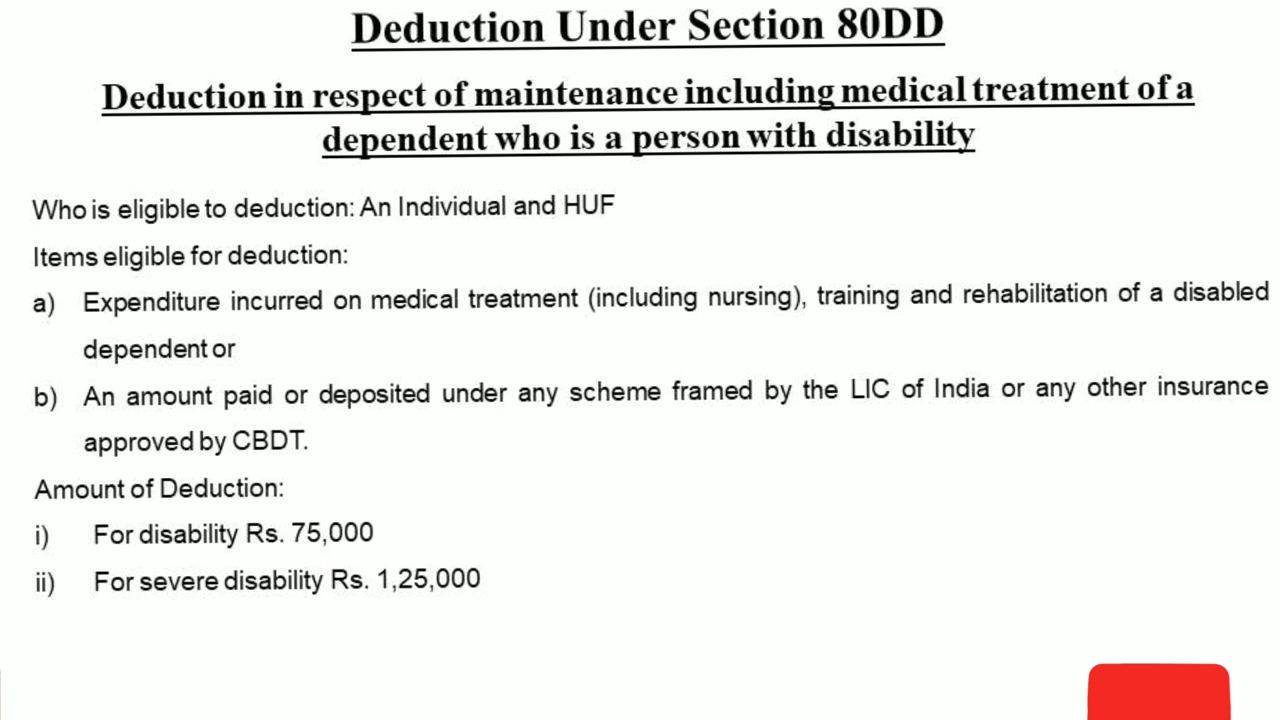 Deduction Under Section 80DD
Deduction in respect of maintenance including medical treatment of a
dependent who is a person with disability
Who is eligible to deduction: An Individual and HUF
Items eligible for deduction:
a) Expenditure incurred on medical treatment (including nursing), training and rehabilitation of a disabled
dependent or
b) An amount paid or deposited under any scheme framed by the LIC of India or any other insurance
approved by CBDT.
Amount of Deduction:
i) For disability Rs. 75,000
ii) For severe disability Rs. 1,25,000